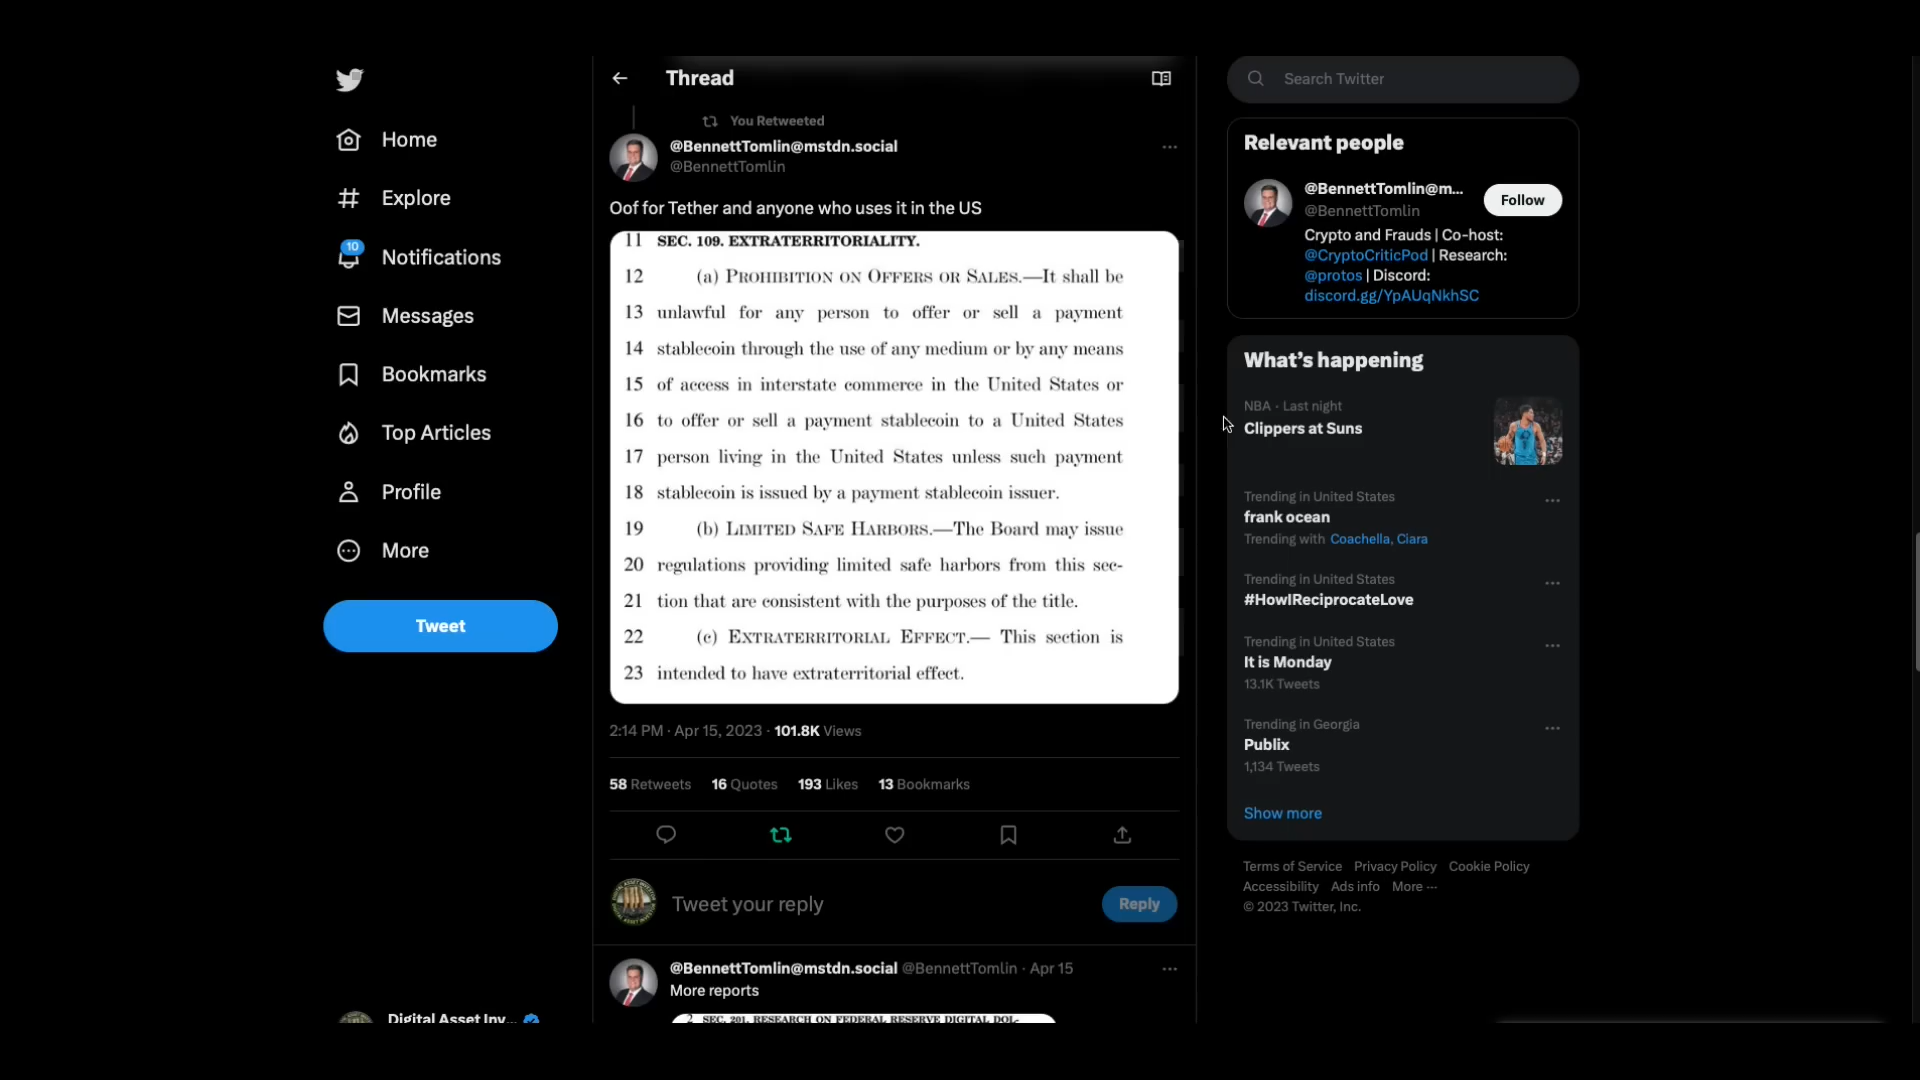 Home
Explore
10
Notifications
Messages
Bookmarks
Top Articles
Profile
More
Tweet
Digital Asset Inv...
Thread
You Retweeted
@BennettTomlin@mstdn.social
@BennettTomlin
Oof for Tether and anyone who uses it in the US
11 SEC. 109. EXTRATERRITORIALITY.
12 (a) PROHIBITION ON OFFERS OR SALES.—It shall be
13 unlawful for any person to offer or sell a payment
14 stablecoin through the use of any medium or by any means
15 of access in interstate commerce in the United States or
16 to offer or sell a payment stablecoin to a United States
17 person living in the United States unless such payment
18 stablecoin is issued by a payment stablecoin issuer.
19 (b) LIMITED SAFE HARBORS.—The Board may issue
20 regulations providing limited safe harbors from this sec-
21 tion that are consistent with the purposes of the title.
22 (c) EXTRATERRITORIAL EFFECT.— This section is
23 intended to have extraterritorial effect.
2:14 PM · Apr 15, 2023 · 101.8K Views
58 Retweets 16 Quotes 193 Likes 13 Bookmarks
Tweet your reply
Reply
@BennettTomlin@mstdn.social @BennettTomlin · Apr 15
More reports
2 SEC. 201. RESEARCH ON FEDERAL RESERVE DIGITAL DOL-
Search Twitter
Relevant people
@BennettTomlin@m...
@BennettTomlin
Follow
Crypto and Frauds | Co-host:
@CryptoCriticPod | Research:
@protos | Discord:
discord.gg/YpAUqNkhSC
What's happening
NBA · Last night
Clippers at Suns
Trending in United States
frank ocean
Trending with Coachella, Ciara
Trending in United States
#HowIReciprocateLove
Trending in United States
It is Monday
13.1K Tweets
Trending in Georgia
Publix
1,134 Tweets
Show more
Terms of Service Privacy Policy Cookie Policy
Accessibility Ads info More ···
© 2023 Twitter, Inc.